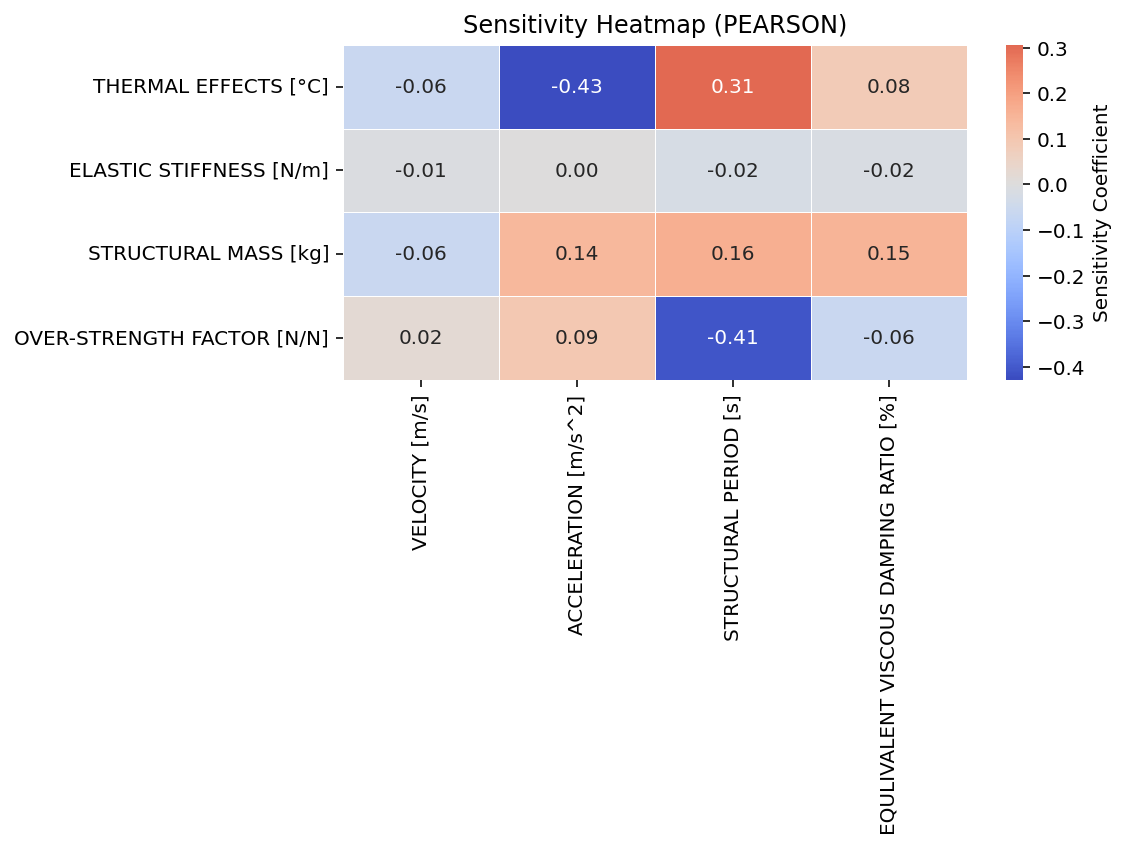 Sensitivity Heatmap (PEARSON)
THERMAL EFFECTS [°C]
-0.06
-0.43
0.31
0.08
ELASTIC STIFFNESS [N/m]
-0.01
0.00
-0.02
-0.02
STRUCTURAL MASS [kg]
-0.06
0.14
0.16
0.15
OVER-STRENGTH FACTOR [N/N]
0.02
0.09
-0.41
-0.06
VELOCITY [m/s]
ACCELERATION [m/s^2]
STRUCTURAL PERIOD [s]
EQULIVALENT VISCOUS DAMPING RATIO [%]
0.3
0.2
0.1
0.0
−0.1
−0.2
−0.3
−0.4
Sensitivity Coefficient